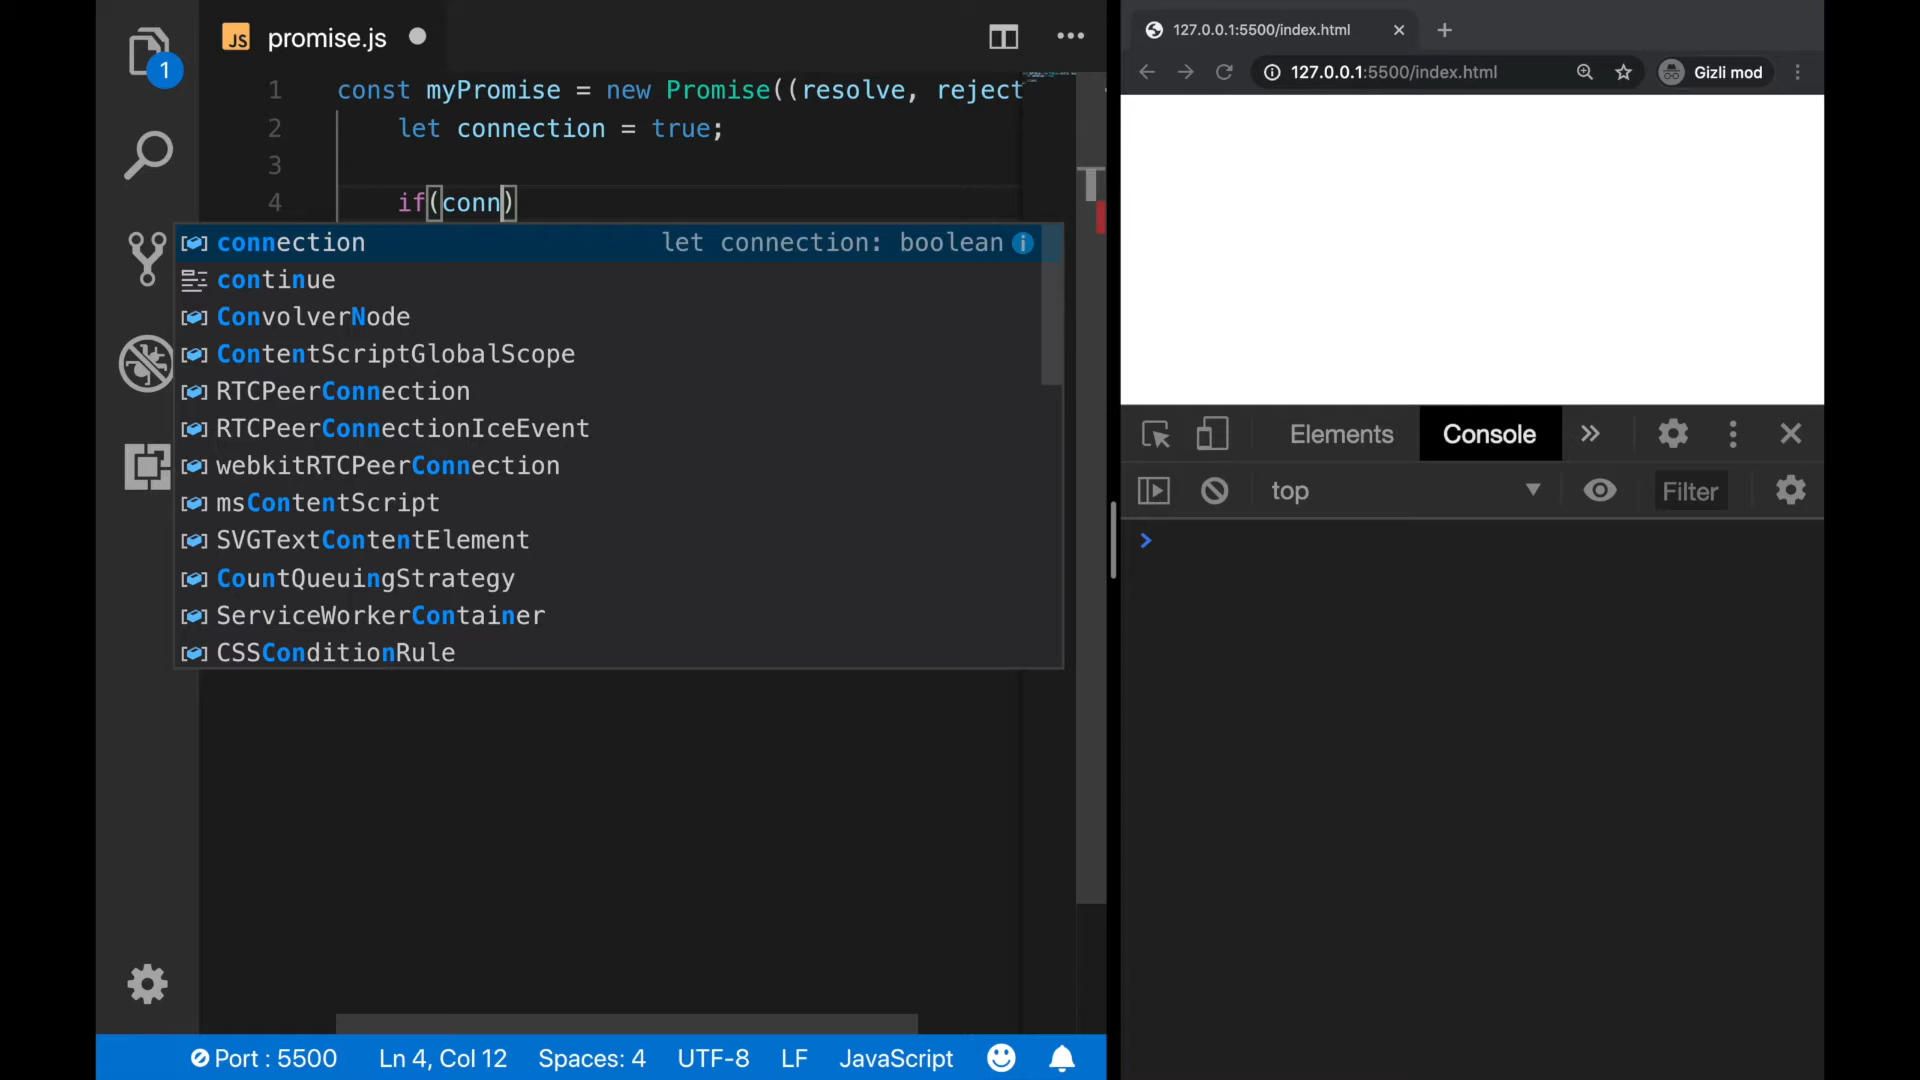 1
JS promise.js
1 const myPromise = new Promise((resolve, reject
2 let connection = true;
3
4 if(conn)
connection let connection: boolean
continue
ConvolverNode
ContentScriptGlobalScope
RTCPeerConnection
RTCPeerConnectionIceEvent
webkitRTCPeerConnection
msContentScript
SVGTextContentElement
CountQueuingStrategy
ServiceWorkerContainer
CSSConditionRule
Port : 5500 Ln 4, Col 12 Spaces: 4 UTF-8 LF JavaScript
127.0.0.1:5500/index.html
127.0.0.1:5500/index.html Gizli mod
Elements Console
top Filter